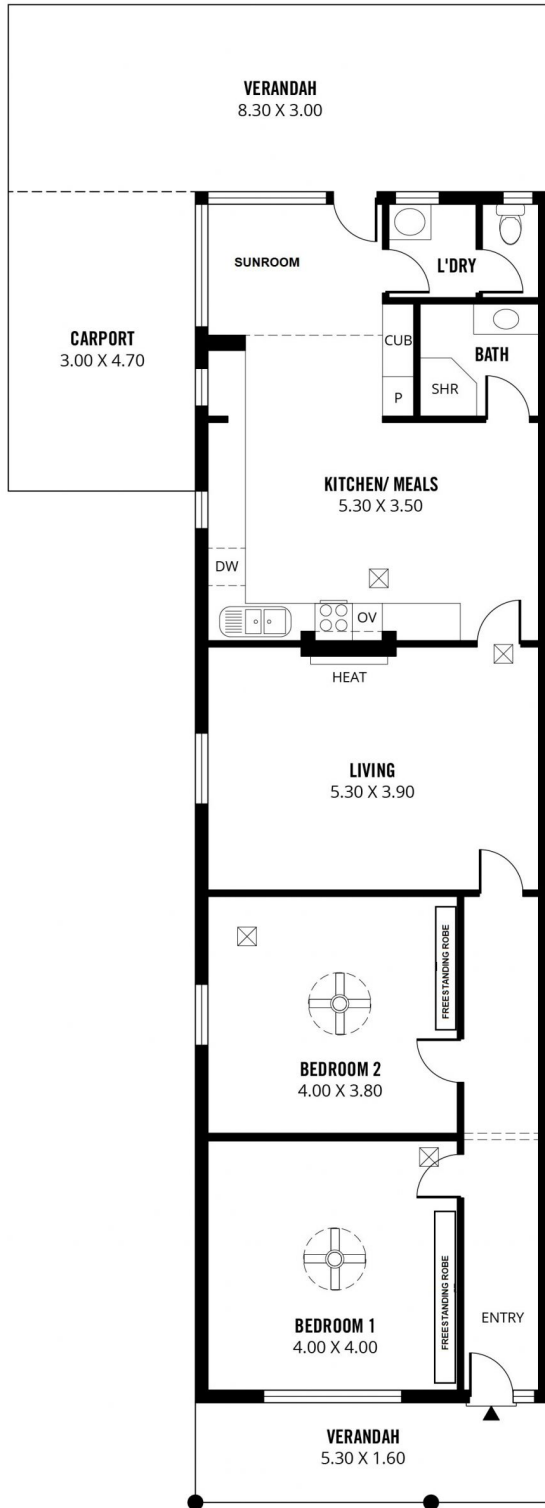 VERANDAH
8.30 X 3.00
SUNROOM
L'DRY
CARPORT
3.00 X 4.70
CUB
BATH
SHR
P
KITCHEN/ MEALS
5.30 X 3.50
DW
OV
HEAT
LIVING
5.30 X 3.90
FREESTANDING ROBE
BEDROOM 2
4.00 X 3.80
FREESTANDING ROBE
BEDROOM 1
4.00 X 4.00
ENTRY
VERANDAH
5.30 X 1.60